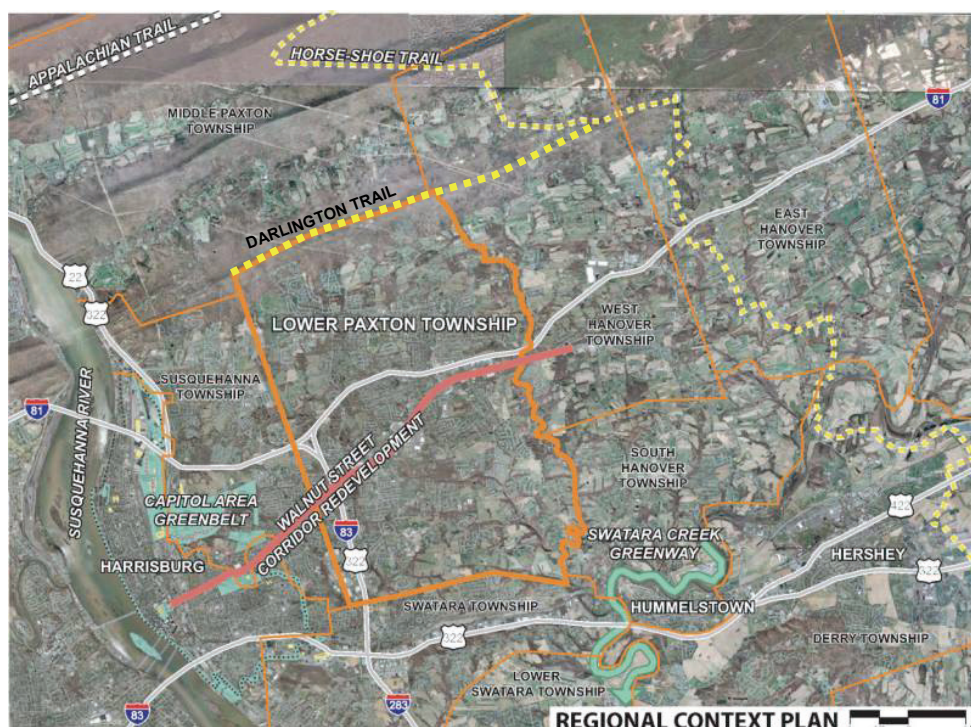 APPALACHIAN TRAIL
HORSE-SHOE TRAIL
MIDDLE PAXTON
TOWNSHIP
81
DARLINGTON TRAIL
EAST
HANOVER
TOWNSHIP
22
322
LOWER PAXTON TOWNSHIP
WEST
HANOVER
TOWNSHIP
SUSQUEHANNA
TOWNSHIP
81
SUSQUEHANNA RIVER
WALNUT STREET
CORRIDOR REDEVELOPMENT
SOUTH
HANOVER
TOWNSHIP
CAPITOL AREA
GREENBELT
422
83
322
SWATARA CREEK
GREENWAY
HARRISBURG
HERSHEY
322
SWATARA TOWNSHIP
HUMMELSTOWN
322
DERRY TOWNSHIP
LOWER
SWATARA TOWNSHIP
83
283
REGIONAL CONTEXT PLAN